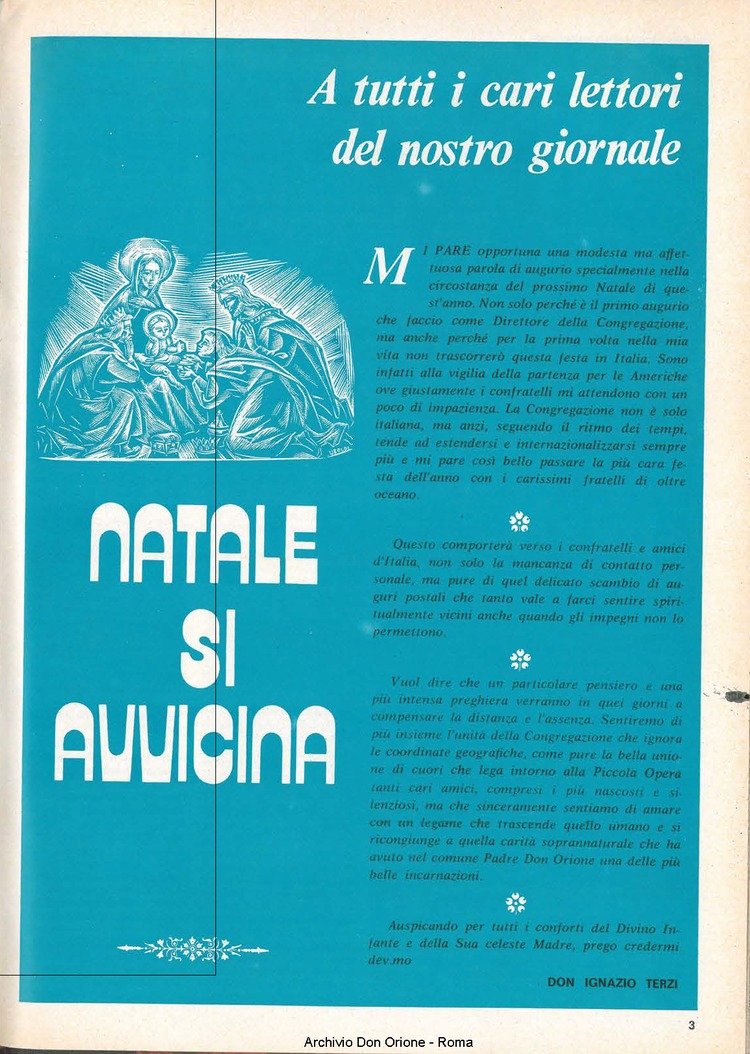 A tutti i cari lettori
del nostro giornale
MI PARE opportuna una modesta ma affet-
tuosa parola di augurio specialmente nella
circostanza del prossimo Natale di que-
st'anno. Non solo perché è il primo augurio
che faccio come Direttore della Congregazione,
ma anche perché per la prima volta nella mia
vita non trascorrerò questa festa in Italia. Sono
infatti alla vigilia della partenza per le Americhe
ove giustamente i confratelli mi attendono con un
poco di impazienza. La Congregazione non è solo
italiana, ma anzi, seguendo il ritmo dei tempi,
tende ad estendersi e internazionalizzarsi sempre
più e mi pare così bello passare la più cara fe-
sta dell'anno con i carissimi fratelli di oltre
oceano.
Questo comporterà verso i confratelli e amici
d'Italia, non solo la mancanza di contatto per-
sonale, ma pure di quel delicato scambio di au-
guri postali che tanto vale a farci sentire spiri-
tualmente vicini anche quando gli impegni non lo
permettono.
Vuol dire che un particolare pensiero e una
più intensa preghiera verranno in quei giorni a
compensare la distanza e l'assenza. Sentiremo di
più insieme l'unità della Congregazione che ignora
le coordinate geografiche, come pure la bella unio-
ne di cuori che lega intorno alla Piccola Opera
tanti cari amici, compresi i più nascosti e si-
lenziosi, ma che sinceramente sentiamo di amare
con un legame che trascende quello umano e si
ricongiunge a quella carità soprannaturale che ha
avuto nel comune Padre Don Orione una delle più
belle incarnazioni.
Auspicando per tutti i conforti del Divino In-
fante e della Sua celeste Madre, prego credermi
dev.mo
DON IGNAZIO TERZI
NATALE
SI
AVVICINA
3
Archivio Don Orione - Roma